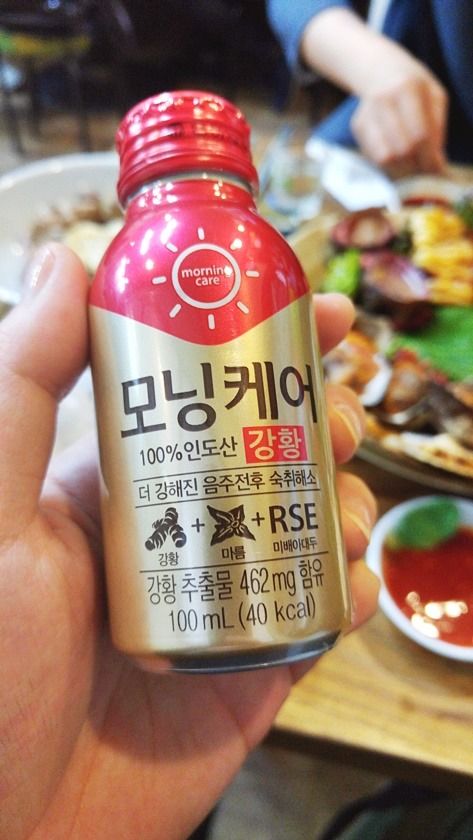 morning
care
모닝케어
100%인도산 강황
더 강해진 음주전후 숙취해소
+ + RSE
강황 마름 미배아대두
강황 추출물 462mg 함유
100mL(40 kcal)